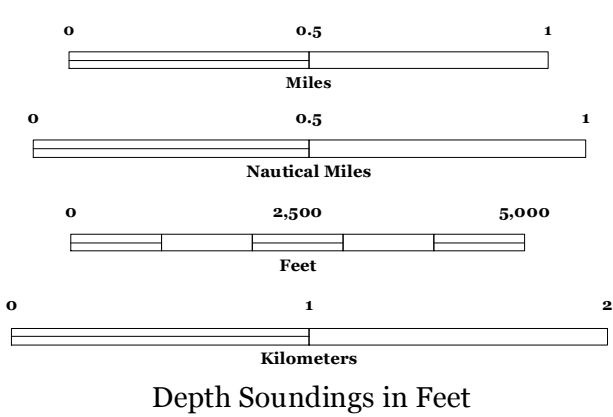 0 0.5 1
Miles
0 0.5 1
Nautical Miles
0 2,500 5,000
Feet
0 1 2
Kilometers
Depth Soundings in Feet